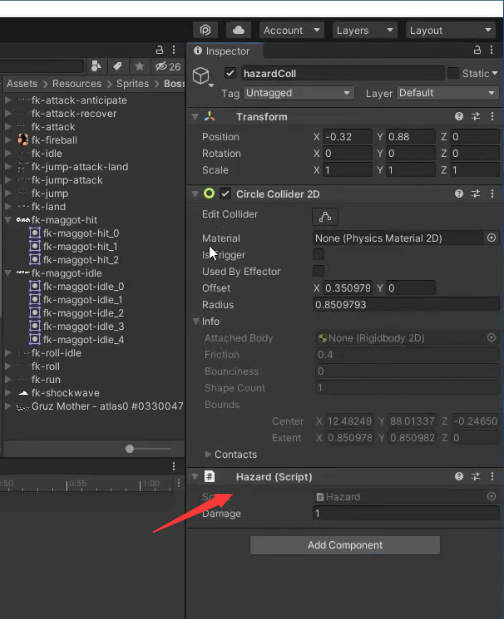 Account Layers Layout
Inspector
26
hazardColl Static
Assets > Resources > Sprites > Boss
Tag Untagged Layer Default
fk-attack-anticipate
fk-attack-recover
fk-attack
fk-fireball
fk-idle
fk-jump-attack-land
fk-jump-attack
fk-jump
fk-land
fk-maggot-hit
fk-maggot-hit_0
fk-maggot-hit_1
fk-maggot-hit_2
fk-maggot-idle
fk-maggot-idle_0
fk-maggot-idle_1
fk-maggot-idle_2
fk-maggot-idle_3
fk-maggot-idle_4
fk-roll-idle
fk-roll
fk-run
fk-shockwave
Gruz Mother - atlas0 #0330047
:50 0:55 1:00
Transform
Position X -0.32 Y 0.88 Z 0
Rotation X 0 Y 0 Z 0
Scale X 1 Y 1 Z 1
Circle Collider 2D
Edit Collider
Material None (Physics Material 2D)
Is Trigger
Used By Effector
Offset X 0.350979 Y 0
Radius 0.8509793
Info
Attached Body None (Rigidbody 2D)
Friction 0.4
Bounciness 0
Shape Count 1
Bounds
Center X 12.48249 Y 88.01337 Z -0.24650
Extent X 0.850978 Y 0.850982 Z 0
Contacts
Hazard (Script)
Hazard
Damage 1
Add Component